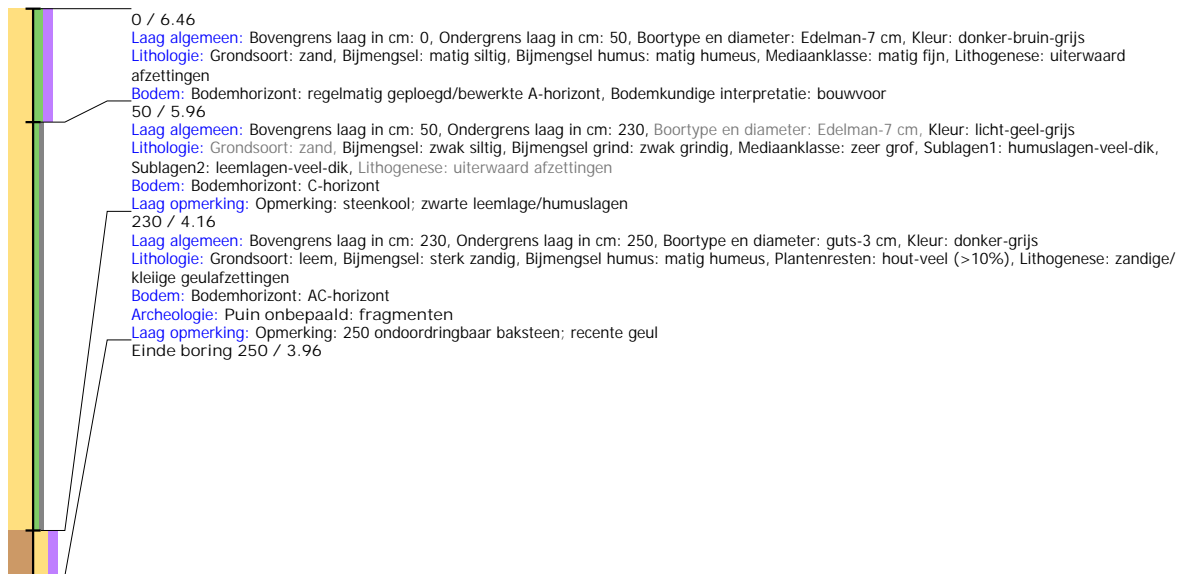 0 / 6.46
Laag algemeen: Bovengrens laag in cm: 0, Ondergrens laag in cm: 50, Boortype en diameter: Edelman-7 cm, Kleur: donker-bruin-grijs
Lithologie: Grondsoort: zand, Bijmengsel: matig siltig, Bijmengsel humus: matig humeus, Mediaanklasse: matig fijn, Lithogenese: uiterwaard
afzettingen
Bodem: Bodemhorizont: regelmatig geploegd/bewerkte A-horizont, Bodemkundige interpretatie: bouwvoor
50 / 5.96
Laag algemeen: Bovengrens laag in cm: 50, Ondergrens laag in cm: 230, Boortype en diameter: Edelman-7 cm, Kleur: licht-geel-grijs
Lithologie: Grondsoort: zand, Bijmengsel: zwak siltig, Bijmengsel grind: zwak grindig, Mediaanklasse: zeer grof, Sublagen1: humuslagen-veel-dik,
Sublagen2: leemlagen-veel-dik, Lithogenese: uiterwaard afzettingen
Bodem: Bodemhorizont: C-horizont
Laag opmerking: Opmerking: steenkool; zwarte leemlage/humuslagen
230 / 4.16
Laag algemeen: Bovengrens laag in cm: 230, Ondergrens laag in cm: 250, Boortype en diameter: guts-3 cm, Kleur: donker-grijs
Lithologie: Grondsoort: leem, Bijmengsel: sterk zandig, Bijmengsel humus: matig humeus, Plantenresten: hout-veel (>10%), Lithogenese: zandige/
kleiige geulafzettingen
Bodem: Bodemhorizont: AC-horizont
Archeologie: Puin onbepaald: fragmenten
Laag opmerking: Opmerking: 250 ondoordringbaar baksteen; recente geul
Einde boring 250 / 3.96